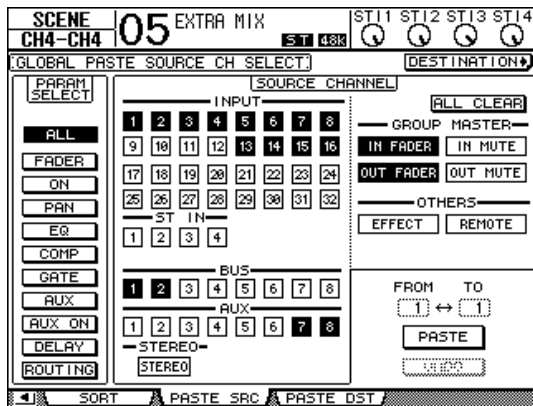 SCENE
CH4-CH4
05 EXTRA MIX
S.T 48k
STI1 STI2 STI3 STI4
GLOBAL PASTE SOURCE CH SELECT
DESTINATION
PARAM SELECT
ALL
FADER
ON
PAN
EQ
COMP
GATE
AUX
AUX ON
DELAY
ROUTING
SOURCE CHANNEL
INPUT
1 2 3 4 5 6 7 8
9 10 11 12 13 14 15 16
17 18 19 20 21 22 23 24
25 26 27 28 29 30 31 32
ST IN
1 2 3 4
BUS
1 2 3 4 5 6 7 8
AUX
1 2 3 4 5 6 7 8
STEREO
STEREO
ALL CLEAR
GROUP MASTER
IN FADER IN MUTE
OUT FADER OUT MUTE
OTHERS
EFFECT REMOTE
FROM TO
1 ↔ 1
PASTE
UNDO
SORT PASTE SRC PASTE DST